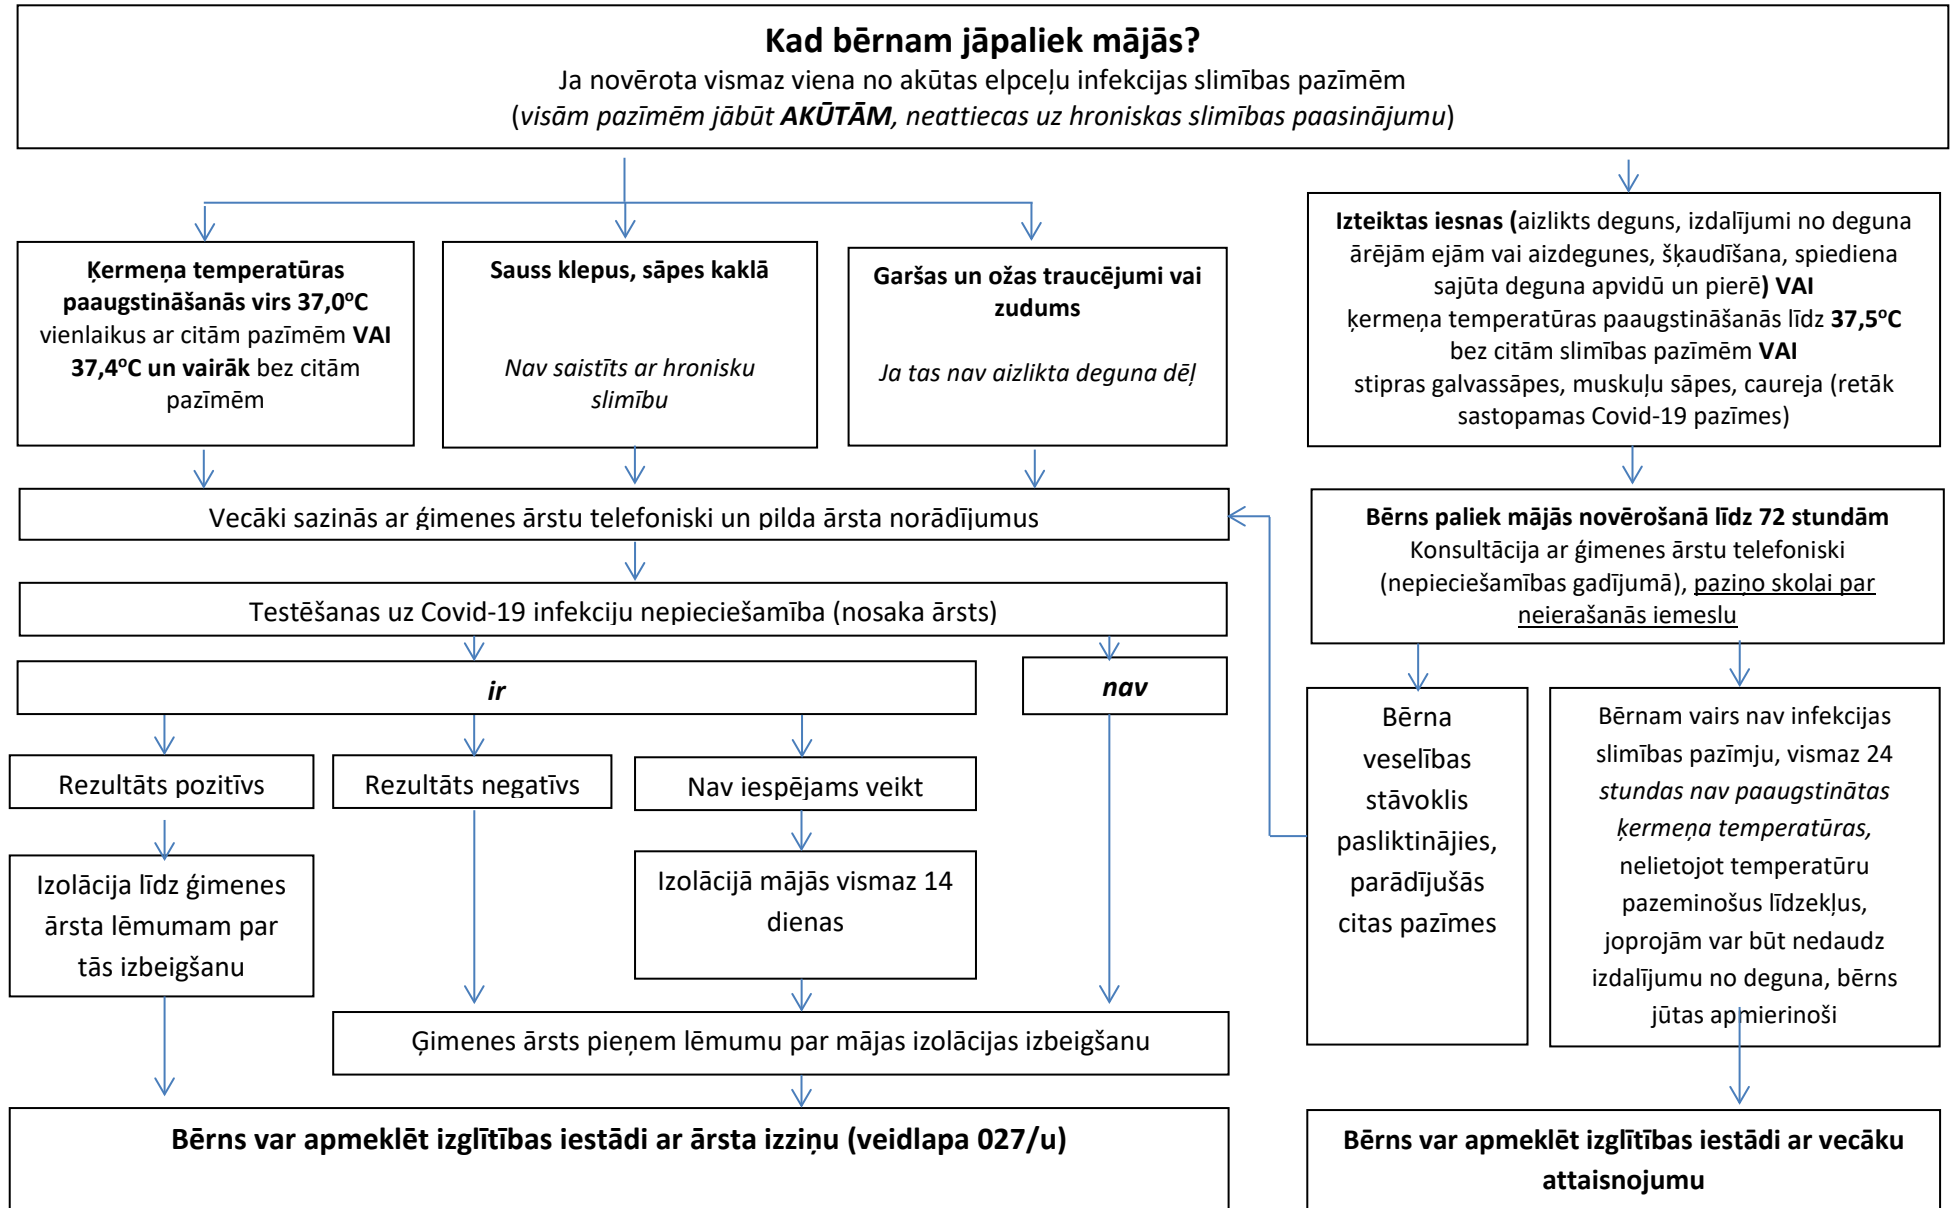 Kad bērnam jāpaliek mājās?
Ja novērota vismaz viena no akūtas elpceļu infekcijas slimības pazīmēm
(visām pazīmēm jābūt AKŪTĀM, neattiecas uz hroniskas slimības paasinājumu)
Ķermeņa temperatūras
paaugstināšanās virs 37,0°C
vienlaikus ar citām pazīmēm VAI
37,4°C un vairāk bez citām
pazīmēm
Sauss klepus, sāpes kaklā
Nav saistīts ar hronisku
slimību
Garšas un ožas traucējumi vai
zudums
Ja tas nav aizlikta deguna dēļ
Izteiktas iesnas (aizlikts deguns, izdalījumi no deguna
ārējām ejām vai aizdegunes, šķaudīšana, spiediena
sajūta deguna apvidū un pierē) VAI
ķermeņa temperatūras paaugstināšanās līdz 37,5°C
bez citām slimības pazīmēm VAI
stipras galvassāpes, muskuļu sāpes, caureja (retāk
sastopamas Covid-19 pazīmes)
Vecāki sazinās ar ģimenes ārstu telefoniski un pilda ārsta norādījumus
Bērns paliek mājās novērošanā līdz 72 stundām
Konsultācija ar ģimenes ārstu telefoniski
(nepieciešamības gadījumā), paziņo skolai par
neierašanās iemeslu
Testēšanas uz Covid-19 infekciju nepieciešamība (nosaka ārsts)
ir
nav
Rezultāts pozitīvs
Rezultāts negatīvs
Nav iespējams veikt
Izolācija līdz ģimenes
ārsta lēmumam par
tās izbeigšanu
Izolācijā mājās vismaz 14
dienas
Bērna
veselības
stāvoklis
pasliktinājies,
parādījušās
citas pazīmes
Bērnam vairs nav infekcijas
slimības pazīmju, vismaz 24
stundas nav paaugstinātas
ķermeņa temperatūras,
nelietojot temperatūru
pazeminošus līdzekļus,
joprojām var būt nedaudz
izdalījumu no deguna, bērns
jūtas apmierinoši
Ģimenes ārsts pieņem lēmumu par mājas izolācijas izbeigšanu
Bērns var apmeklēt izglītības iestādi ar ārsta izziņu (veidlapa 027/u)
Bērns var apmeklēt izglītības iestādi ar vecāku
attaisnojumu